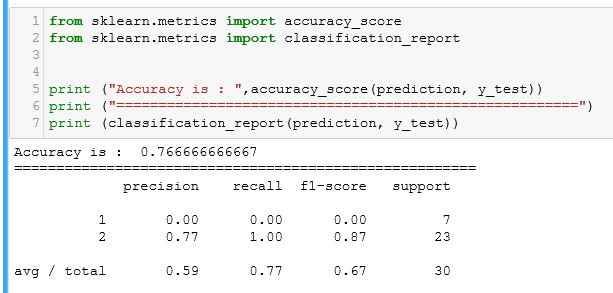 1 from sklearn.metrics import accuracy_score
2 from sklearn.metrics import classification_report
3
4
5 print ("Accuracy is : ",accuracy_score(prediction, y_test))
6 print ("=======================================================")
7 print (classification_report(prediction, y_test))
Accuracy is :  0.766666666667
=======================================================
precision recall f1-score support
1 0.00 0.00 0.00 7
2 0.77 1.00 0.87 23
avg / total 0.59 0.77 0.67 30